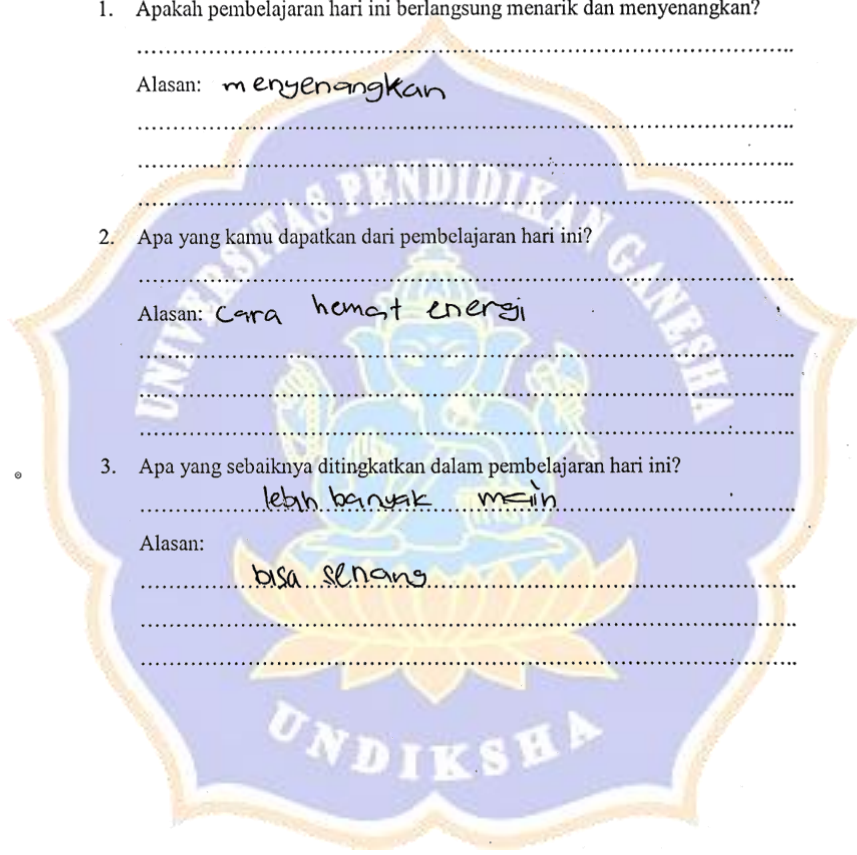 1. Apakah pembelajaran hari ini berlangsung menarik dan menyenangkan?
Alasan: menyenangkan
2. Apa yang kamu dapatkan dari pembelajaran hari ini?
Alasan: Cara hemat energi
3. Apa yang sebaiknya ditingkatkan dalam pembelajaran hari ini?
lebih banyak main
Alasan:
bisa senang
UNIVERSITAS PENDIDIKAN GANESHA
UNDIKSHA